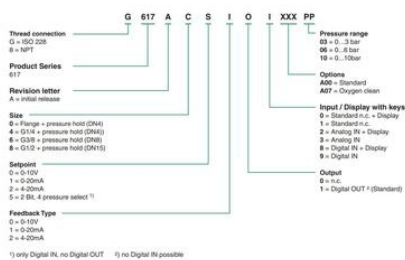 G 617 A C S I O I XXX PP
Thread connection
G = ISO 228
8 = NPT
Product Series
617
Revision letter
A = initial release
Size
0 = Flange + pressure hold (DN4)
4 = G1/4 + pressure hold (DN4))
6 = G3/8 + pressure hold (DN8)
8 = G1/2 + pressure hold (DN15)
Setpoint
0 = 0-10V
1 = 0-20mA
2 = 4-20mA
5 = 2 Bit, 4 pressure select ¹⁾
Feedback Type
0 = 0-10V
1 = 0-20mA
2 = 4-20mA
Pressure range
03 = 0...3 bar
06 = 0...6 bar
10 = 0...10bar
Options
A00 = Standard
A07 = Oxygen clean
Input / Display with keys
0 = Standard n.c. + Display
1 = Standard n.c.
2 = Analog IN + Display
3 = Analog IN
8 = Digital IN + Display
9 = Digital IN
Output
0 = n.c.
1 = Digital OUT ²⁾ (Standard)
¹⁾ only Digital IN, no Digital OUT ²⁾ no Digital IN possible